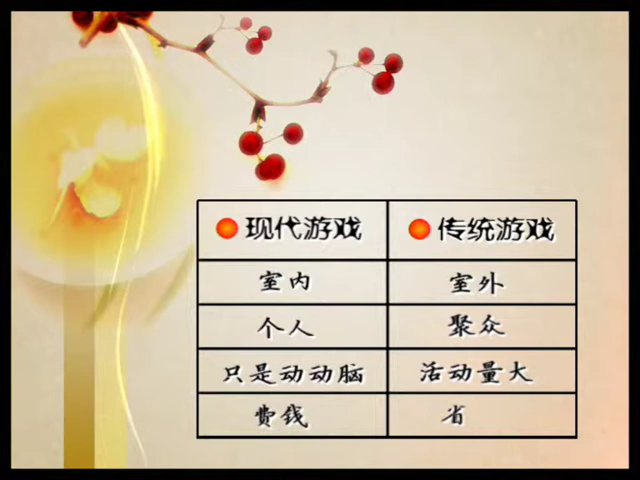 现代游戏 传统游戏
室内 室外
个人 聚众
只是动动脑 活动量大
费钱 省